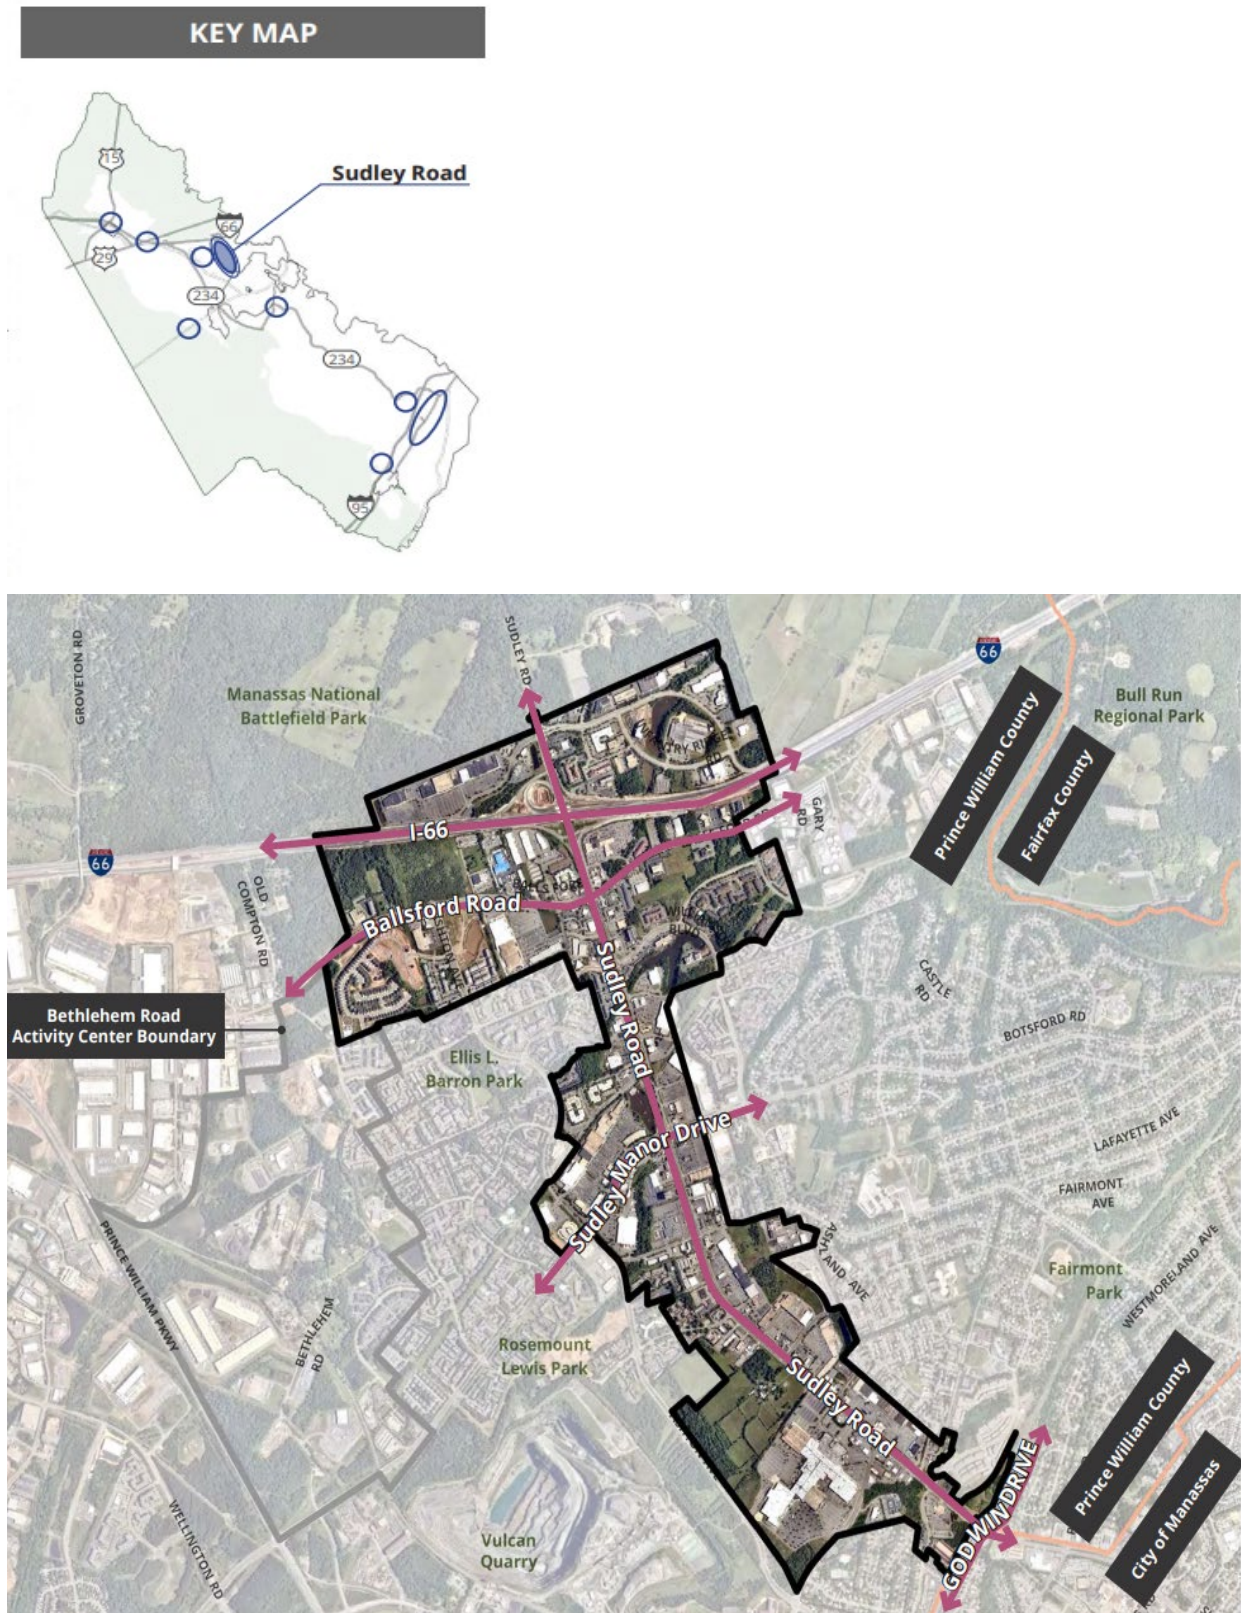 KEY MAP
Sudley Road
15
66
29
234
234
95
GROVETON RD
SUDLEY RD
66
Manassas National
Battlefield Park
Bull Run
Regional Park
Prince William County
Fairfax County
RD
GARY
RD
I-66
66
OLD
COMPTON RD
Ballsford Road
BLVD
Sudley Road
CASTLE
RD
BOTSFORD RD
Bethlehem Road
Activity Center Boundary
Ellis L.
Barron Park
Sudley Manor Drive
LAFAYETTE AVE
FAIRMONT
AVE
ASHLAND AVE
WESTMORELAND AVE
Fairmont
Park
PRINCE WILLIAM PKWY
BETHLEHEM
RD
Rosemount
Lewis Park
Sudley Road
Prince William County
City of Manassas
GODWIN DRIVE
WELLINGTON RD
Vulcan
Quarry